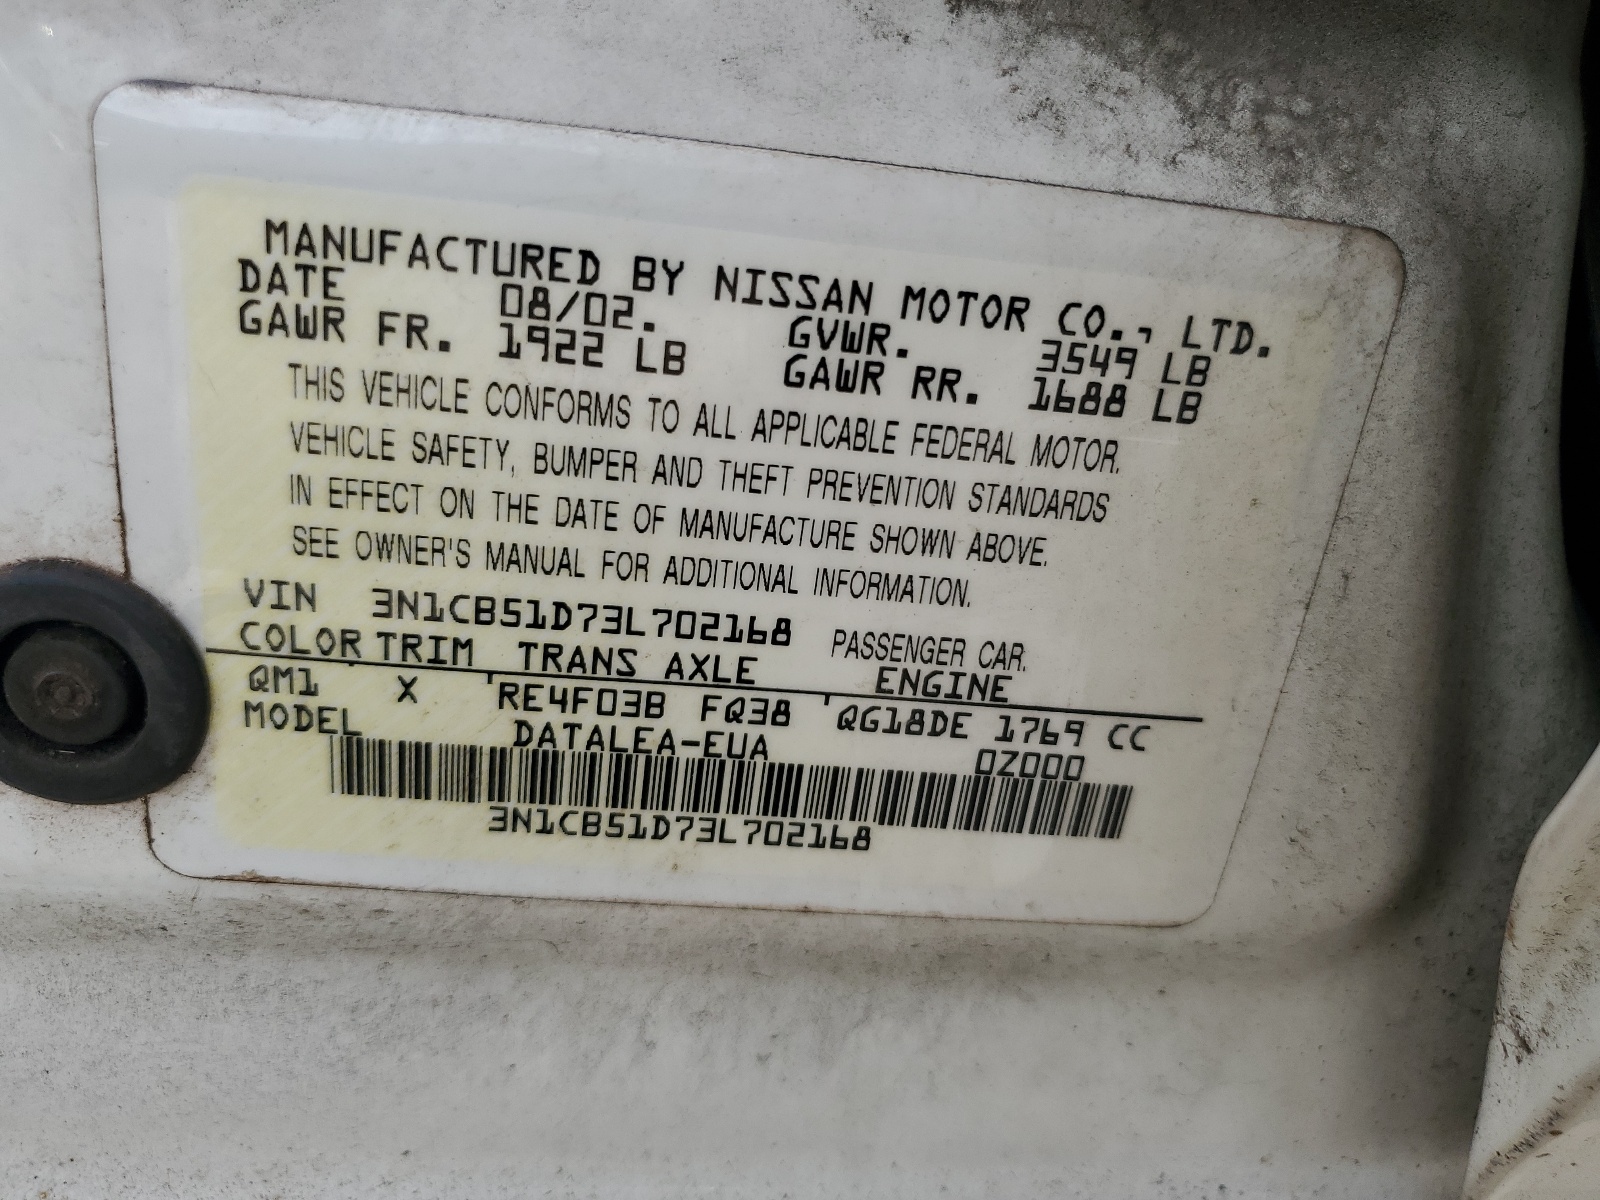 MANUFACTURED BY NISSAN MOTOR CO., LTD.
DATE 08/02. GVWR. 3549 LB
GAWR FR. 1922 LB GAWR RR. 1688 LB
THIS VEHICLE CONFORMS TO ALL APPLICABLE FEDERAL MOTOR.
VEHICLE SAFETY, BUMPER AND THEFT PREVENTION STANDARDS
IN EFFECT ON THE DATE OF MANUFACTURE SHOWN ABOVE.
SEE OWNER'S MANUAL FOR ADDITIONAL INFORMATION.
VIN 3N1CB51D73L702168 PASSENGER CAR.
COLOR TRIM TRANS AXLE ENGINE
QM1 X RE4F03B FQ38 QG18DE 1769 CC
MODEL DATALEA-EUA 0Z000
3N1CB51D73L702168